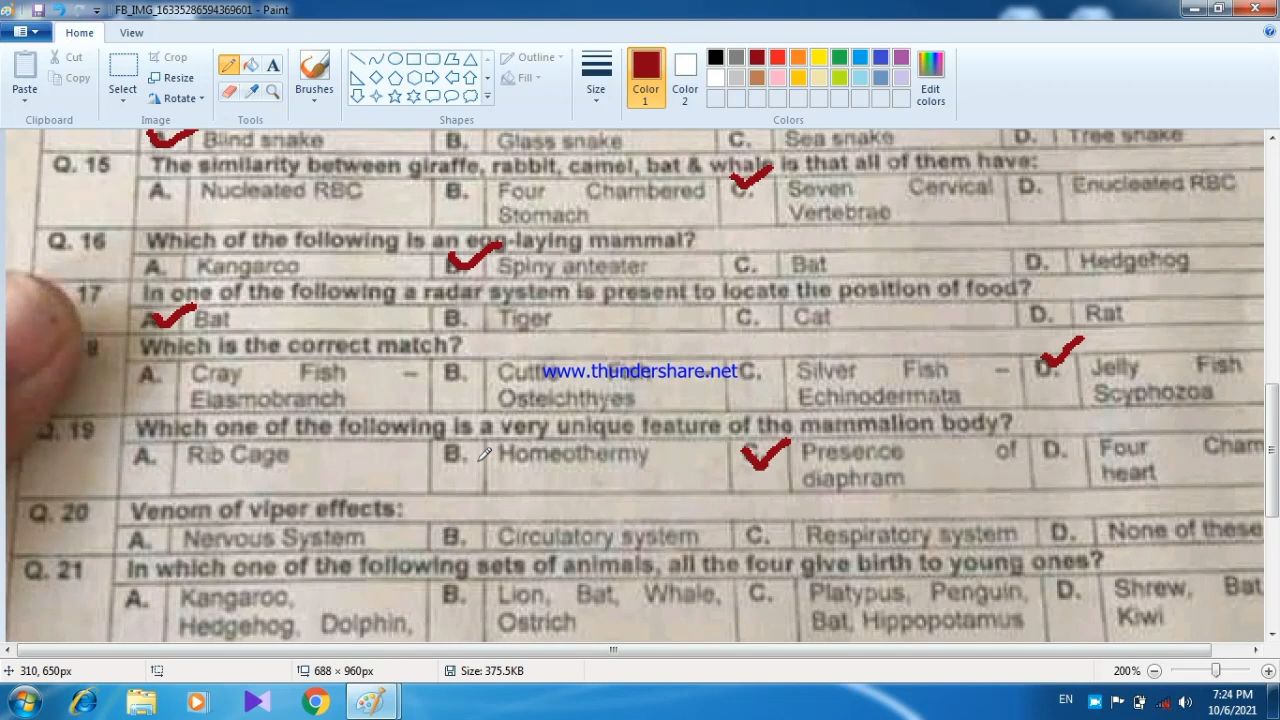 FB_IMG_16335286594369601 - Paint
Home View
Cut
Copy
Paste
Clipboard
Crop
Resize
Rotate
Select
Image
Tools
Brushes
Outline
Fill
Shapes
Size
Color 1
Color 2
Edit colors
Colors
Blind snake B. Glass snake C. Sea snake D. Tree snake
Q. 15 The similarity between giraffe, rabbit, camel, bat & whale is that all of them have:
A. Nucleated RBC B. Four Chambered C. Seven Cervical D. Enucleated RBC
Stomach Vertebrae
Q. 16 Which of the following is an egg-laying mammal?
A. Kangaroo B. Spiny anteater C. Bat D. Hedgehog
17 In one of the following a radar system is present to locate the position of food?
A. Bat B. Tiger C. Cat D. Rat
8 Which is the correct match?
A. Cray Fish – B. – C. Silver Fish – D. Jelly Fish
Elasmobranch Osteichthyes Echinodermata Scyphozoa
www.thundershare.net
Q. 19 Which one of the following is a very unique feature of the mammalion body?
A. Rib Cage B. Homeothermy C. Presence of D. Four Cham
diaphram heart
Q. 20 Venom of viper effects:
A. Nervous System B. Circulatory system C. Respiratory system D. None of these
Q. 21 In which one of the following sets of animals, all the four give birth to young ones?
A. Kangaroo, B. Lion, Bat, Whale, C. Platypus, Penguin, D. Shrew, Bat
Hedgehog, Dolphin, Ostrich Bat, Hippopotamus Kiwi
310, 650px 688 × 960px Size: 375.5KB 200%
EN 7:24 PM
10/6/2021